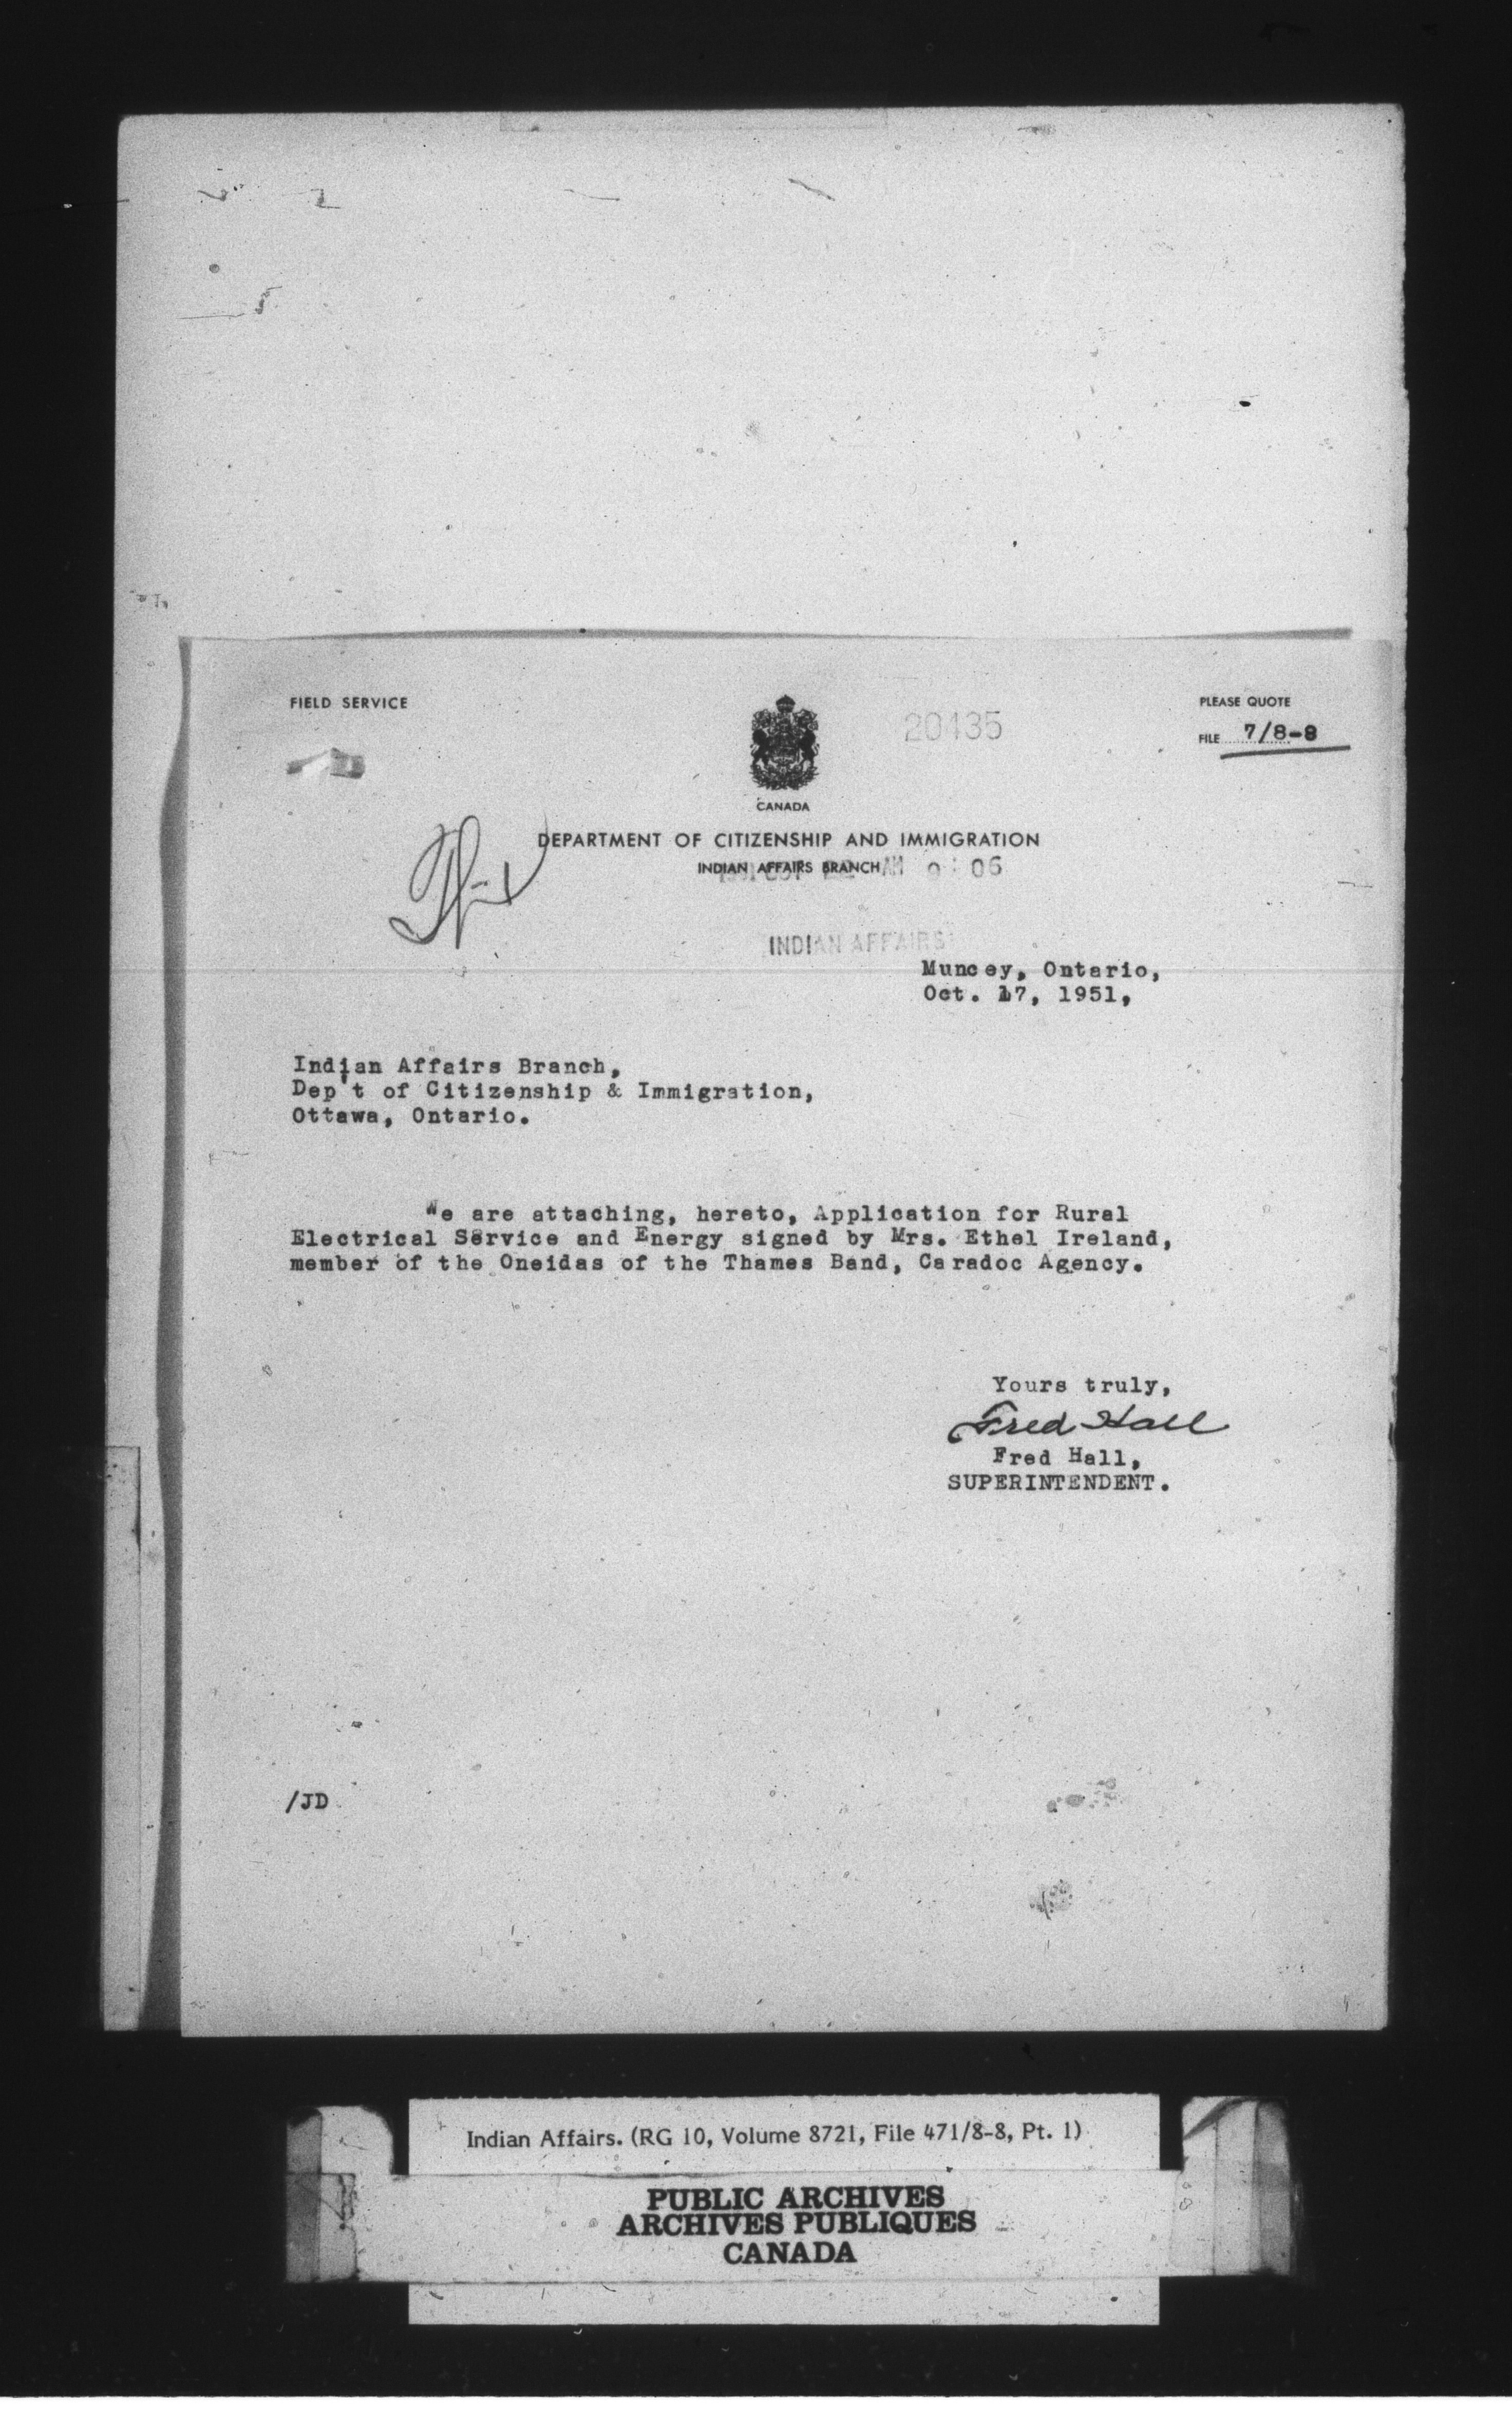 FIELD SERVICE
20435
PLEASE QUOTE
FILE 7/8-8
CANADA
DEPARTMENT OF CITIZENSHIP AND IMMIGRATION
INDIAN AFFAIRS BRANCH
AM 9:06
INDIAN AFFAIRS
Muncey, Ontario,
Oct. 17, 1951,
Indian Affairs Branch,
Dep't of Citizenship & Immigration,
Ottawa, Ontario.
We are attaching, hereto, Application for Rural
Electrical Service and Energy signed by Mrs. Ethel Ireland,
member of the Oneidas of the Thames Band, Caradoc Agency.
Yours truly,
Fred Hall
Fred Hall,
SUPERINTENDENT.
/JD
Indian Affairs. (RG 10, Volume 8721, File 471/8-8, Pt. 1)
PUBLIC ARCHIVES
ARCHIVES PUBLIQUES
CANADA